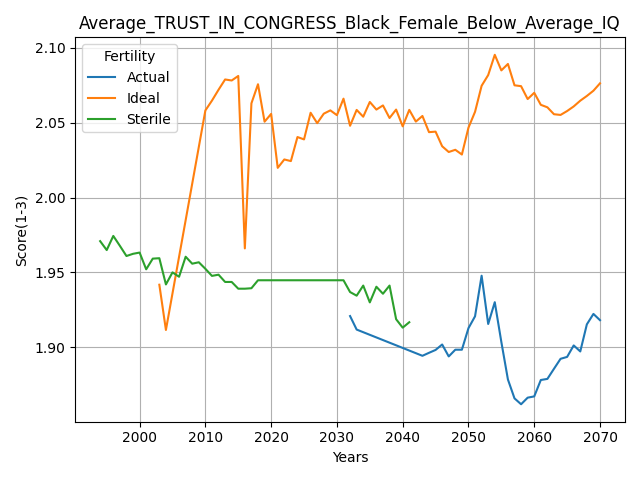 Average_TRUST_IN_CONGRESS_Black_Female_Below_Average_IQ
Fertility
Actual
Ideal
Sterile
Score(1-3)
2.10
2.05
2.00
1.95
1.90
2000 2010 2020 2030 2040 2050 2060 2070
Years